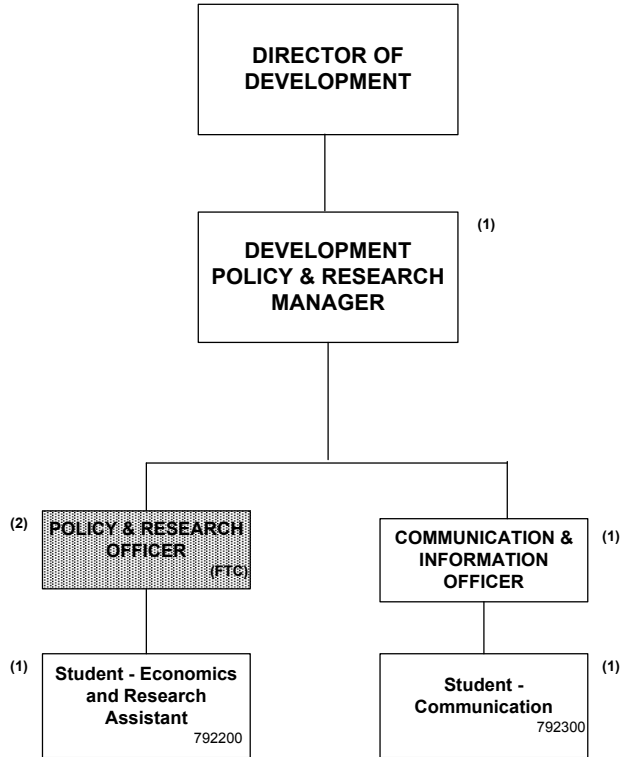 DIRECTOR OF
DEVELOPMENT
(1)
DEVELOPMENT
POLICY & RESEARCH
MANAGER
(2)
POLICY & RESEARCH
OFFICER
(FTC)
COMMUNICATION &
INFORMATION
OFFICER
(1)
(1)
Student - Economics
and Research
Assistant
792200
Student -
Communication
792300
(1)